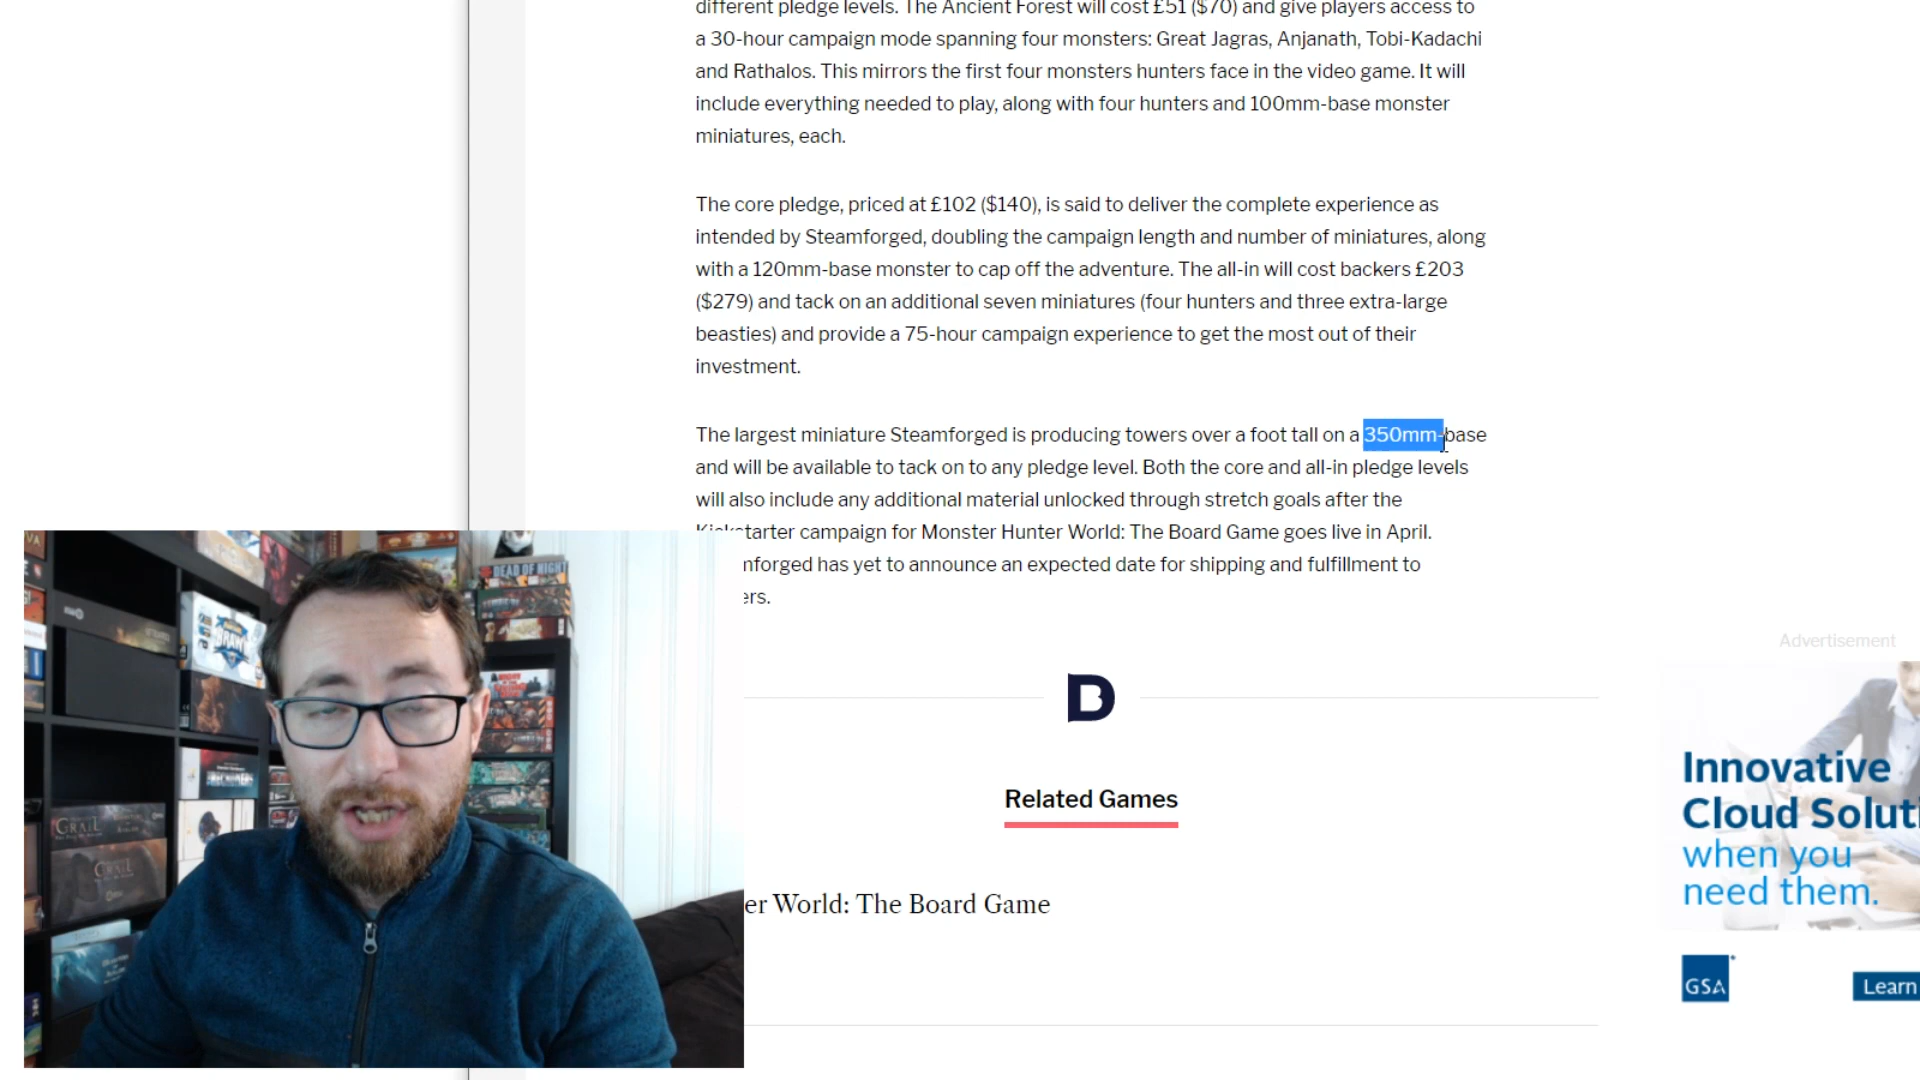 different pledge levels. The Ancient Forest will cost £51 ($70) and give players access to
a 30-hour campaign mode spanning four monsters: Great Jagras, Anjanath, Tobi-Kadachi
and Rathalos. This mirrors the first four monsters hunters face in the video game. It will
include everything needed to play, along with four hunters and 100mm-base monster
miniatures, each.
The core pledge, priced at £102 ($140), is said to deliver the complete experience as
intended by Steamforged, doubling the campaign length and number of miniatures, along
with a 120mm-base monster to cap off the adventure. The all-in will cost backers £203
($279) and tack on an additional seven miniatures (four hunters and three extra-large
beasties) and provide a 75-hour campaign experience to get the most out of their
investment.
The largest miniature Steamforged is producing towers over a foot tall on a 350mm-base
and will be available to tack on to any pledge level. Both the core and all-in pledge levels
will also include any additional material unlocked through stretch goals after the
campaign for Monster Hunter World: The Board Game goes live in April.
nforged has yet to announce an expected date for shipping and fulfillment to
ers.
Advertisement
B
Related Games
er World: The Board Game
Innovative
Cloud Soluti
when you
need them.
GSA
Learn
DEAD OF NIGHT
BRAWL
GRAIL
GRAIL